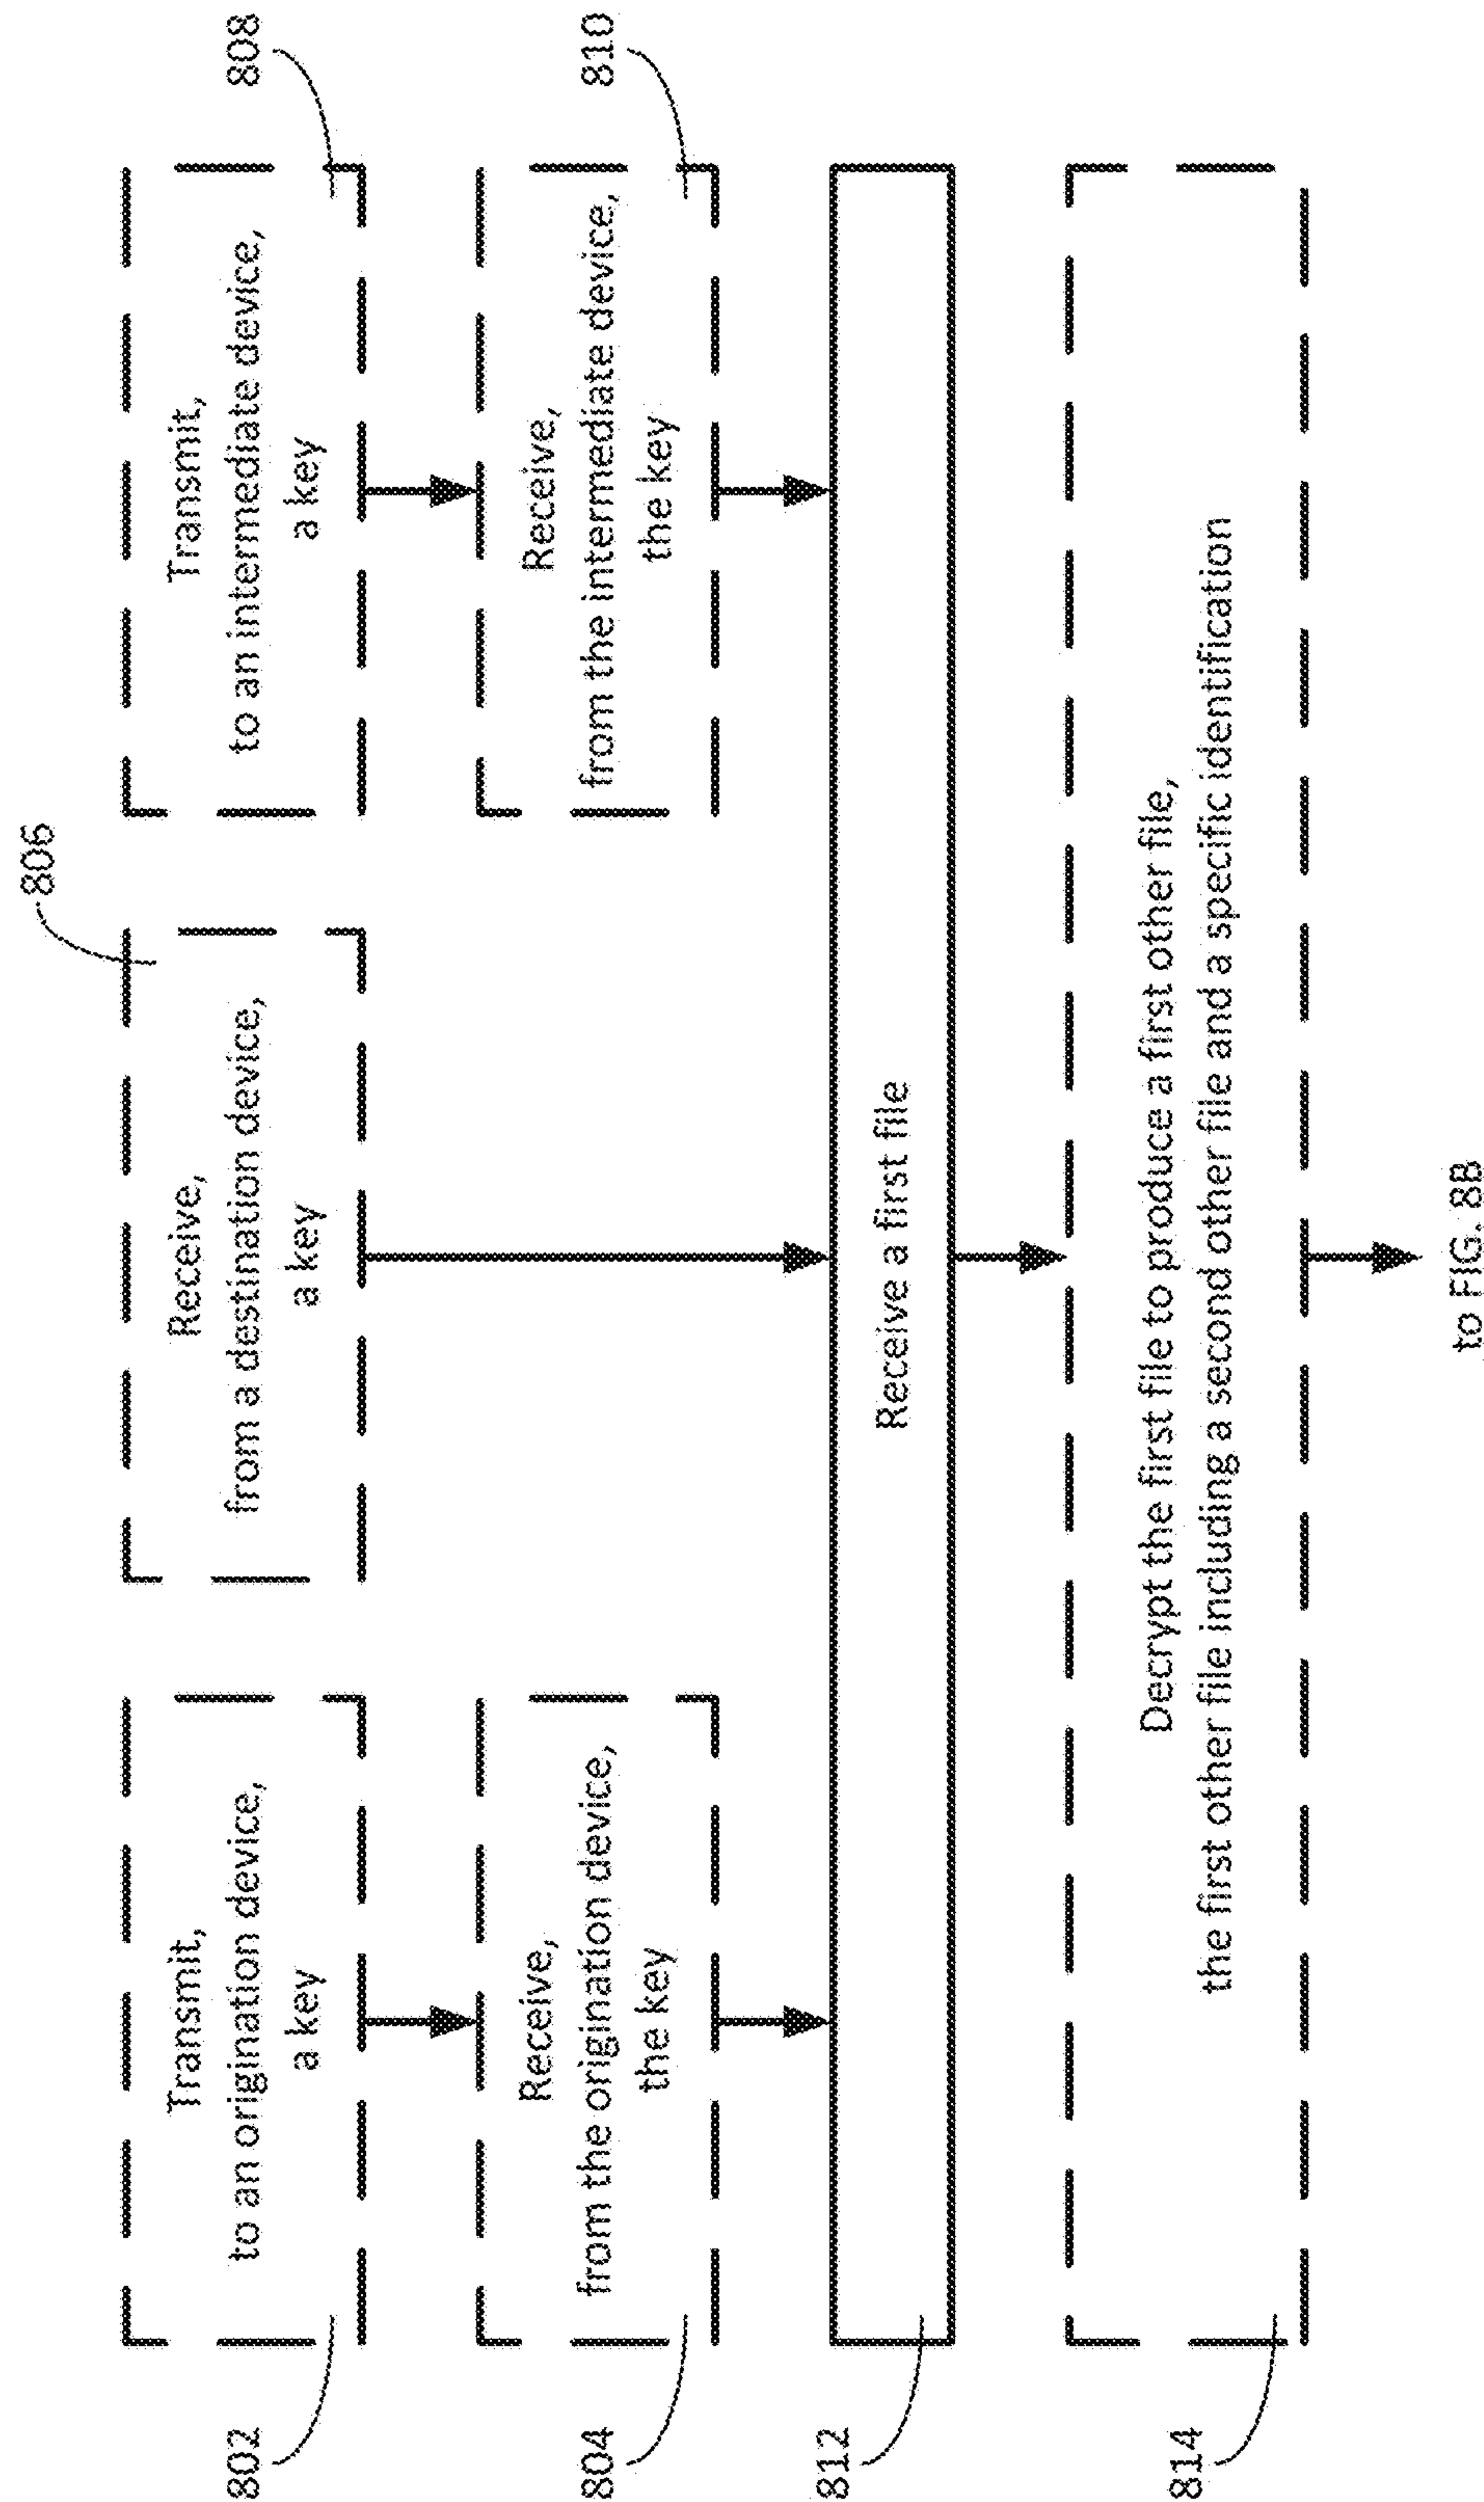 806
Transmit,
to an origination device,
a key
802
Receive,
from a destination device,
a key
Transmit,
to an intermediate device,
a key
808
Receive,
from the origination device,
the key
804
Receive,
from the intermediate device,
the key
810
812
Receive a first file
814
Decrypt the first file to produce a first other file,
the first other file including a second other file and a specific identification
to FIG. 8B